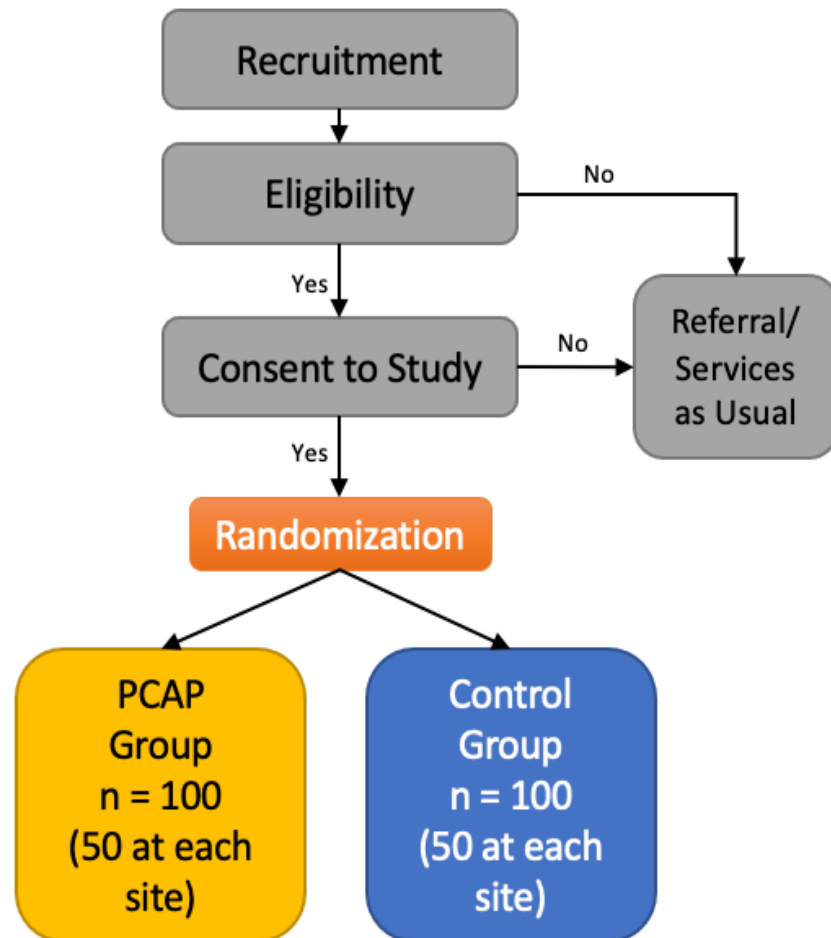 Recruitment
Eligibility
No
Yes
Referral/
Services
as Usual
Consent to Study
No
Yes
Randomization
PCAP
Group
n = 100
(50 at each
site)
Control
Group
n = 100
(50 at each
site)